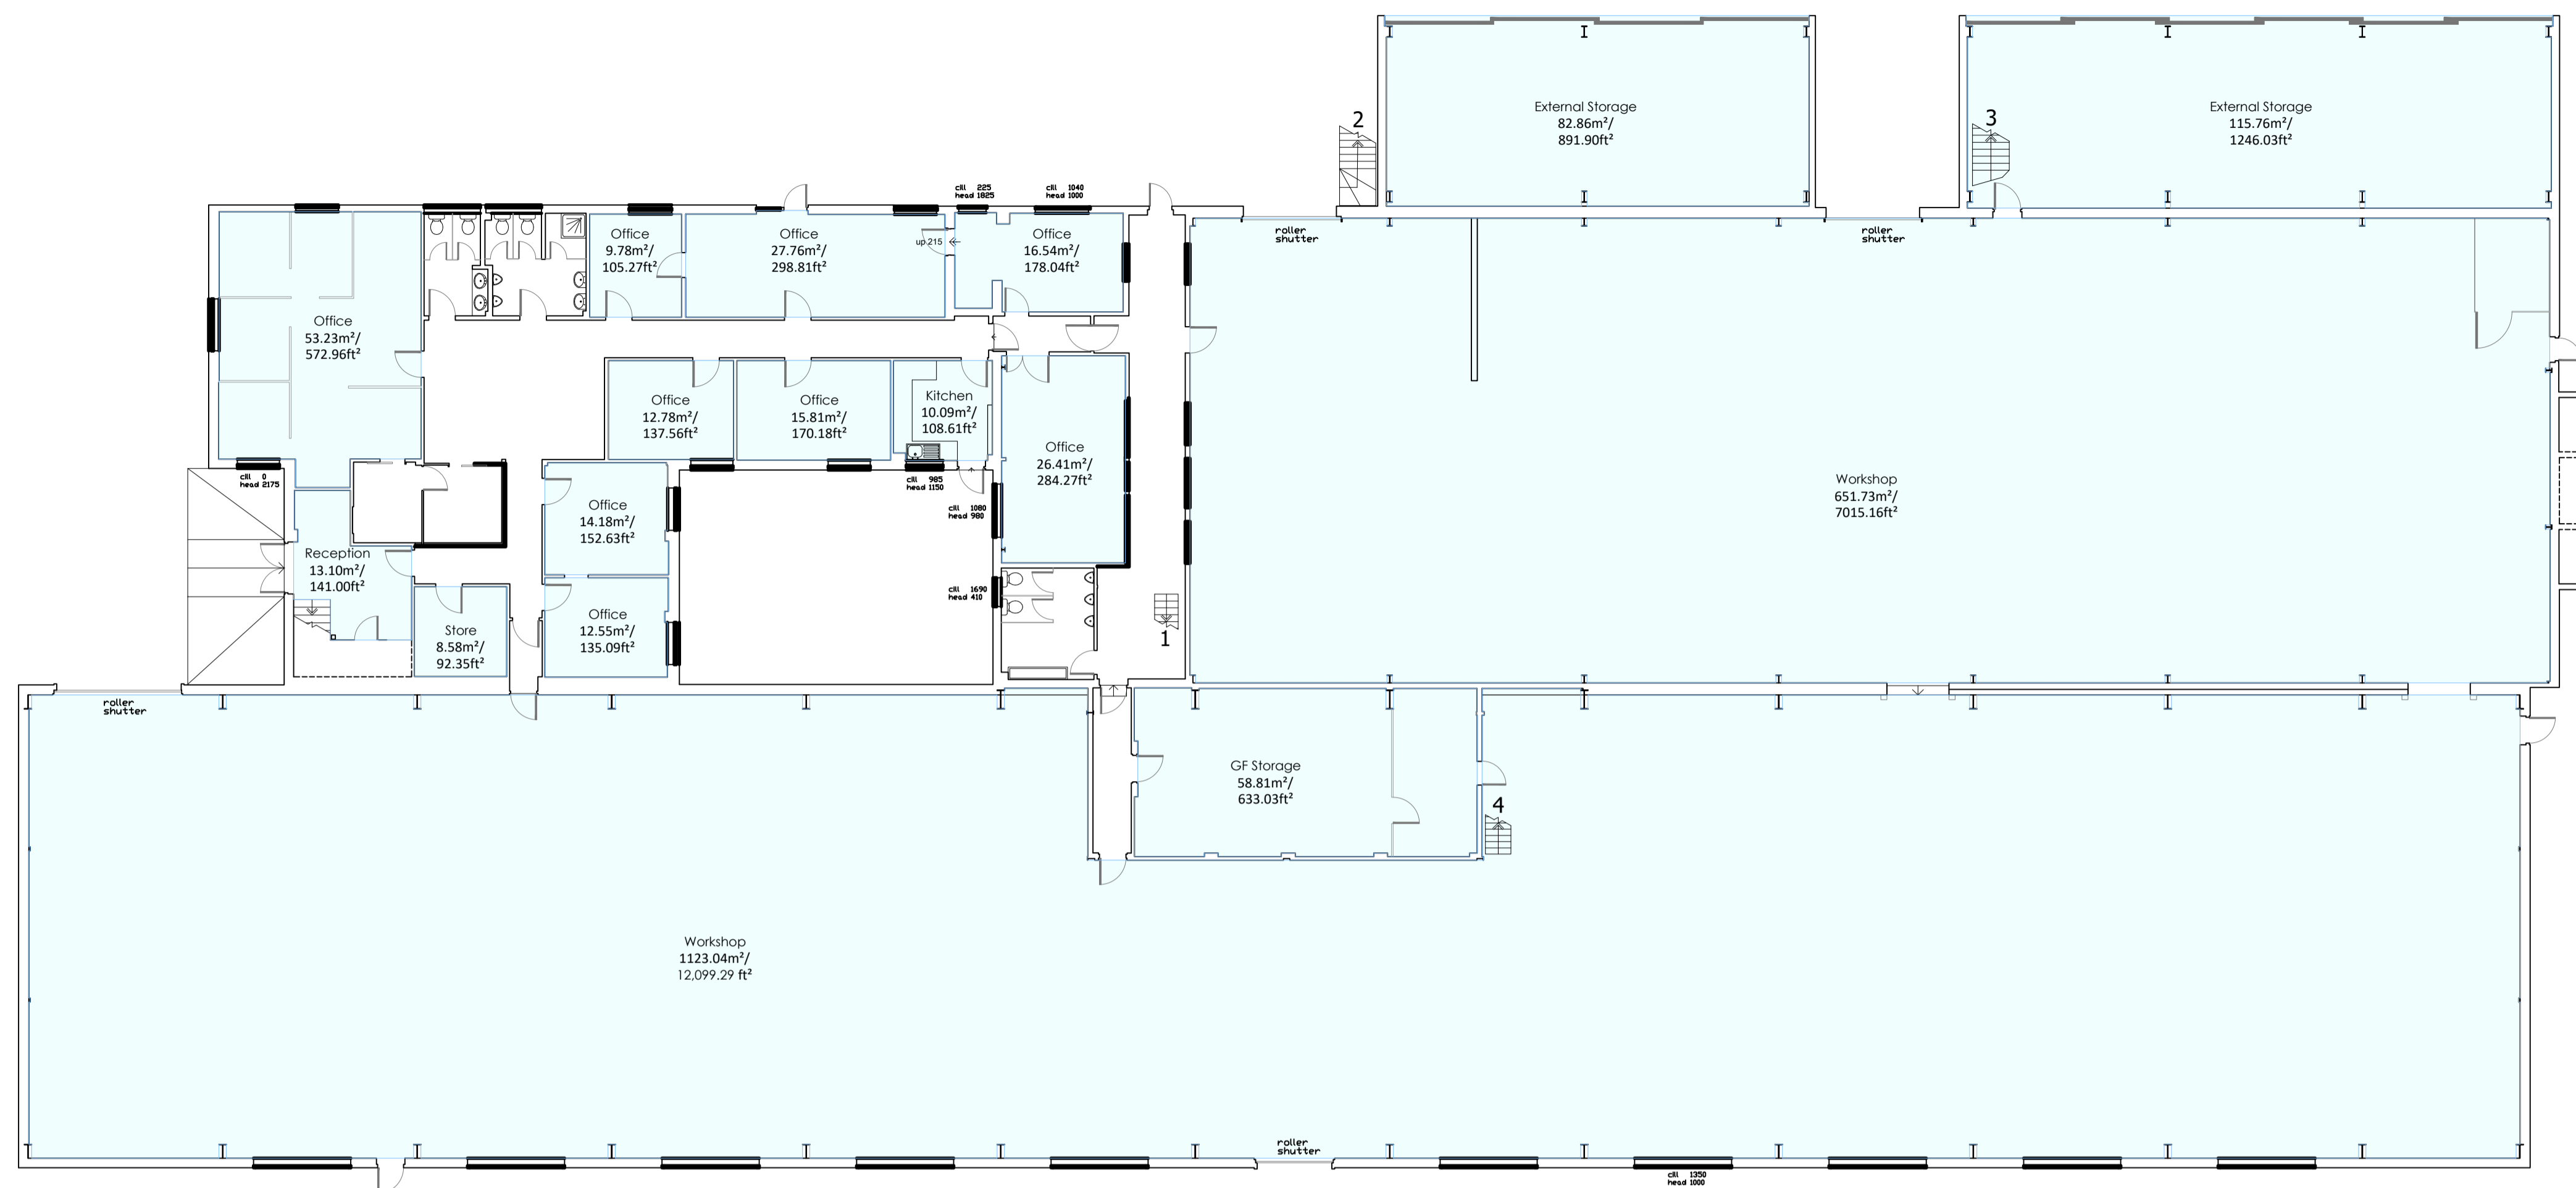 External Storage
82.86m²/
891.90ft²
External Storage
115.76m²/
1246.03ft²
2
3
cill 225
head 1825
cill 1040
head 1000
roller
shutter
roller
shutter
Office
9.78m²/
105.27ft²
Office
27.76m²/
298.81ft²
up 215
Office
16.54m²/
178.04ft²
Office
53.23m²/
572.96ft²
Office
12.78m²/
137.56ft²
Office
15.81m²/
170.18ft²
Kitchen
10.09m²/
108.61ft²
Office
26.41m²/
284.27ft²
Workshop
651.73m²/
7015.16ft²
cill 0
head 2175
cill 985
head 1150
cill 1080
head 980
Office
14.18m²/
152.63ft²
Reception
13.10m²/
141.00ft²
cill 1690
head 410
Office
12.55m²/
135.09ft²
Store
8.58m²/
92.35ft²
1
roller
shutter
GF Storage
58.81m²/
633.03ft²
4
Workshop
1123.04m²/
12,099.29 ft²
roller
shutter
cill 1350
head 1000